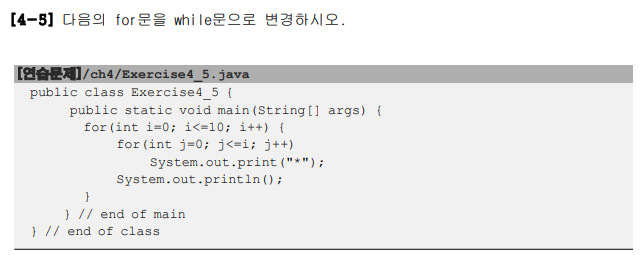 [4-5] 다음의 for문을 while문으로 변경하시오.
[연습문제]/ch4/Exercise4_5.java
public class Exercise4_5 {
public static void main(String[] args) {
for(int i=0; i<=10; i++) {
for(int j=0; j<=i; j++)
System.out.print("*");
System.out.println();
}
} // end of main
} // end of class